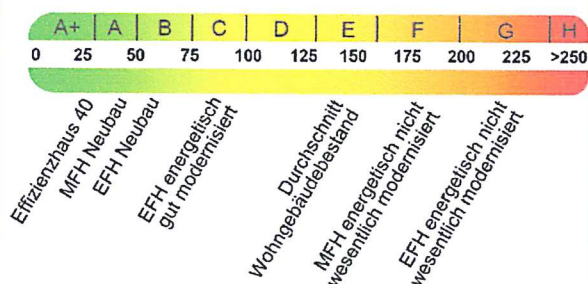 A+ A B C D E F G H
0 25 50 75 100 125 150 175 200 225 >250
Effizienzhaus 40
MFH Neubau
EFH Neubau
EFH energetisch
gut modernisiert
Durchschnitt
Wohngebäudebestand
MFH energetisch nicht
wesentlich modernisiert
EFH energetisch nicht
wesentlich modernisiert